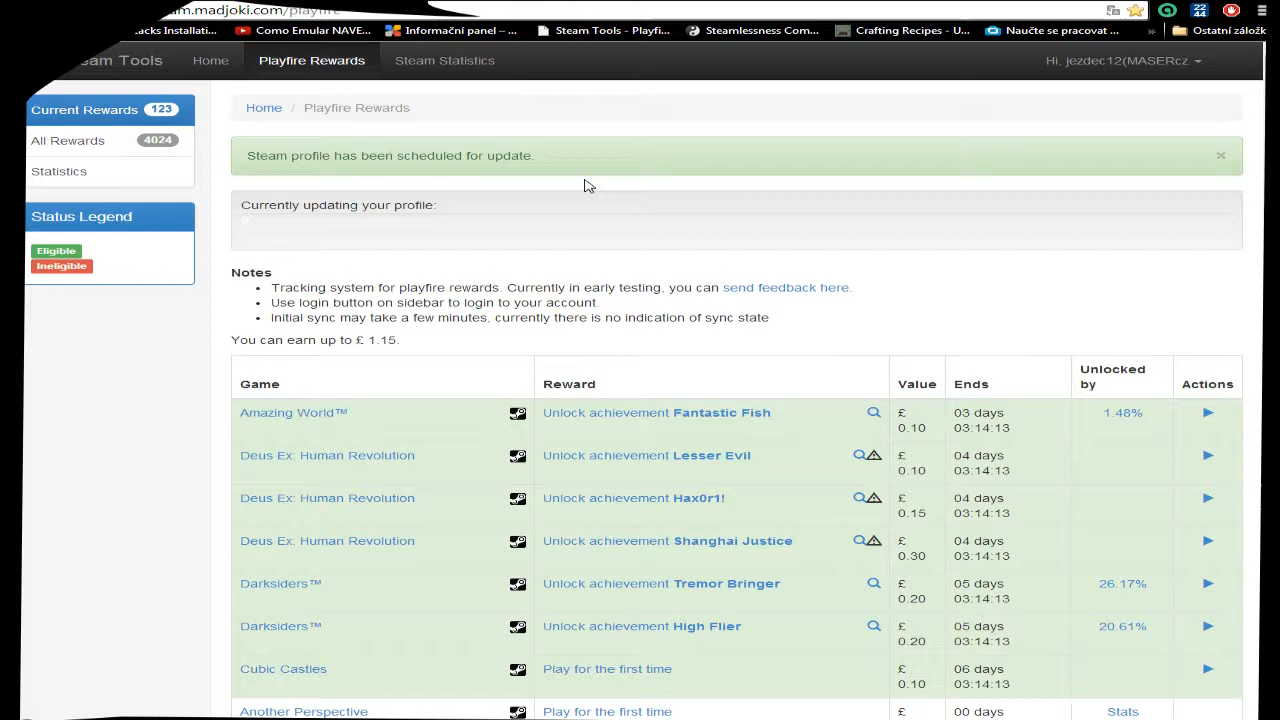 am.madjoki.com/playfire
acks Installati... Como Emular NAVE... Informační panel – ... Steam Tools - Playfi... Steamlessness Com... Crafting Recipes - U... Naučte se pracovat ... » Ostatní záložk
22 44
eam Tools Home Playfire Rewards Steam Statistics Hi, jezdec12(MASERcz
Current Rewards 123
All Rewards 4024
Statistics
Status Legend
Eligible
Ineligible
Home / Playfire Rewards
Steam profile has been scheduled for update. ×
Currently updating your profile:
Notes
• Tracking system for playfire rewards. Currently in early testing, you can send feedback here.
• Use login button on sidebar to login to your account.
• Initial sync may take a few minutes, currently there is no indication of sync state
You can earn up to £ 1.15.
Game Reward Value Ends Unlocked by Actions
Amazing World™ Unlock achievement Fantastic Fish £ 0.10 03 days 03:14:13 1.48%
Deus Ex: Human Revolution Unlock achievement Lesser Evil £ 0.10 04 days 03:14:13
Deus Ex: Human Revolution Unlock achievement Hax0r1! £ 0.15 04 days 03:14:13
Deus Ex: Human Revolution Unlock achievement Shanghai Justice £ 0.30 04 days 03:14:13
Darksiders™ Unlock achievement Tremor Bringer £ 0.20 05 days 03:14:13 26.17%
Darksiders™ Unlock achievement High Flier £ 0.20 05 days 03:14:13 20.61%
Cubic Castles Play for the first time £ 0.10 06 days 03:14:13
Another Perspective Play for the first time £ 00 days Stats